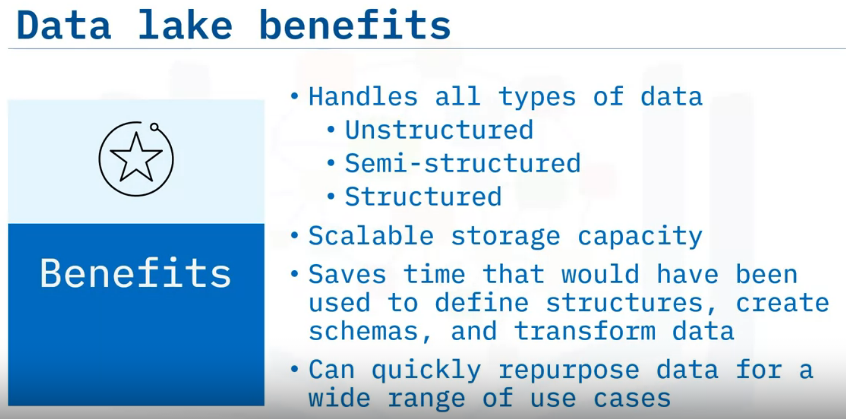 Data lake benefits
Benefits
• Handles all types of data
• Unstructured
• Semi-structured
• Structured
• Scalable storage capacity
• Saves time that would have been
used to define structures, create
schemas, and transform data
• Can quickly repurpose data for a
wide range of use cases